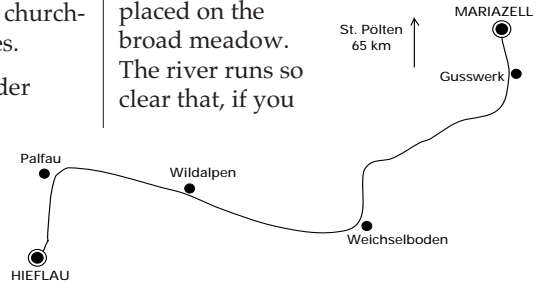 church-
es.
der
placed on the
broad meadow.
The river runs so
clear that, if you
St. Pölten
65 km
MARIAZELL
Gusswerk
Palfau
Wildalpen
Weichselboden
HIEFLAU